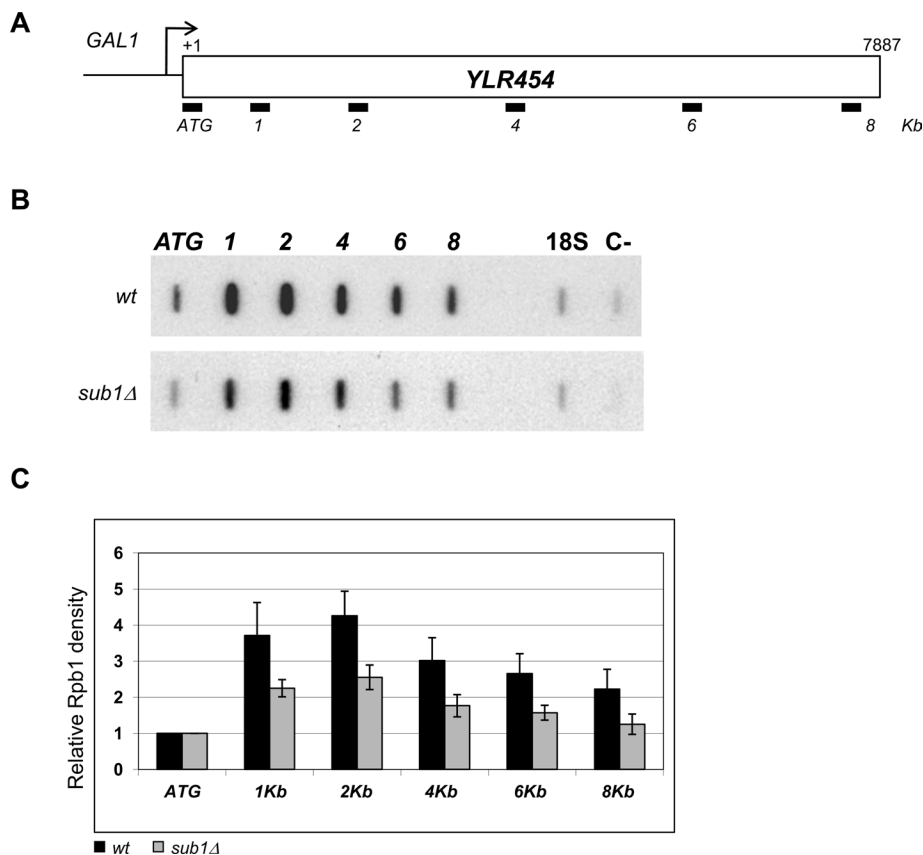 A
GAL1
+1
7887
YLR454
ATG 1 2 4 6 8 Kb
B
ATG 1 2 4 6 8 18S C-
wt
sub1Δ
C
Relative Rpb1 density
6
5
4
3
2
1
0
ATG 1Kb 2Kb 4Kb 6Kb 8Kb
wt sub1Δ